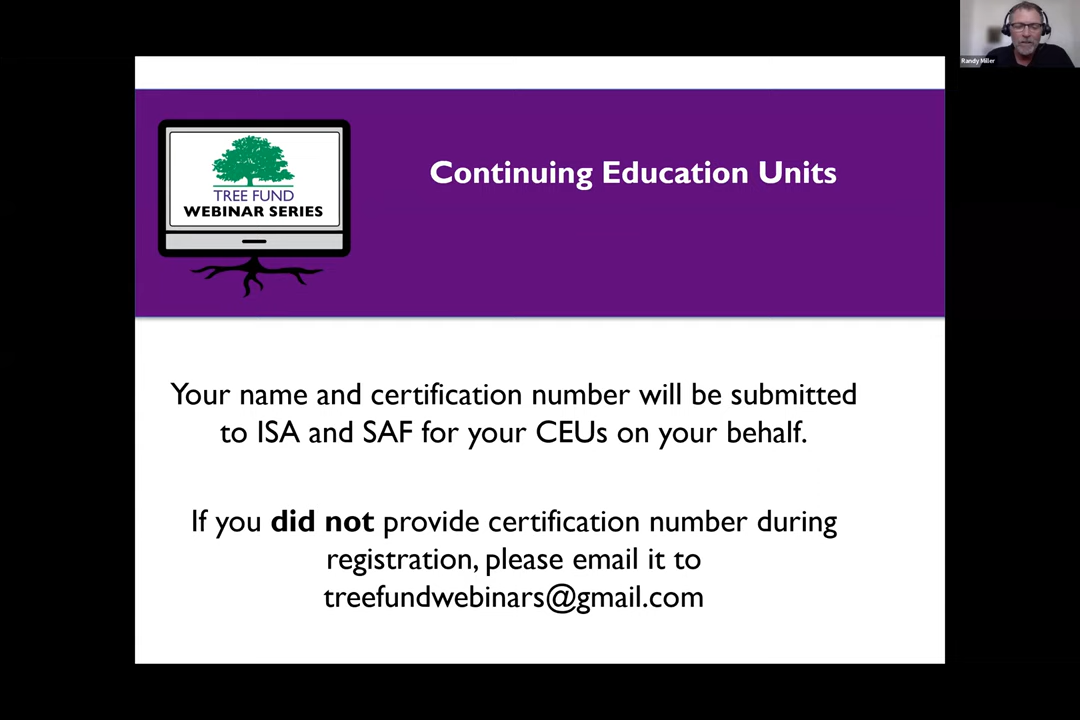 Randy Miller
Continuing Education Units
TREE FUND
WEBINAR SERIES
Your name and certification number will be submitted
to ISA and SAF for your CEUs on your behalf.
If you did not provide certification number during
registration, please email it to
treefundwebinars@gmail.com